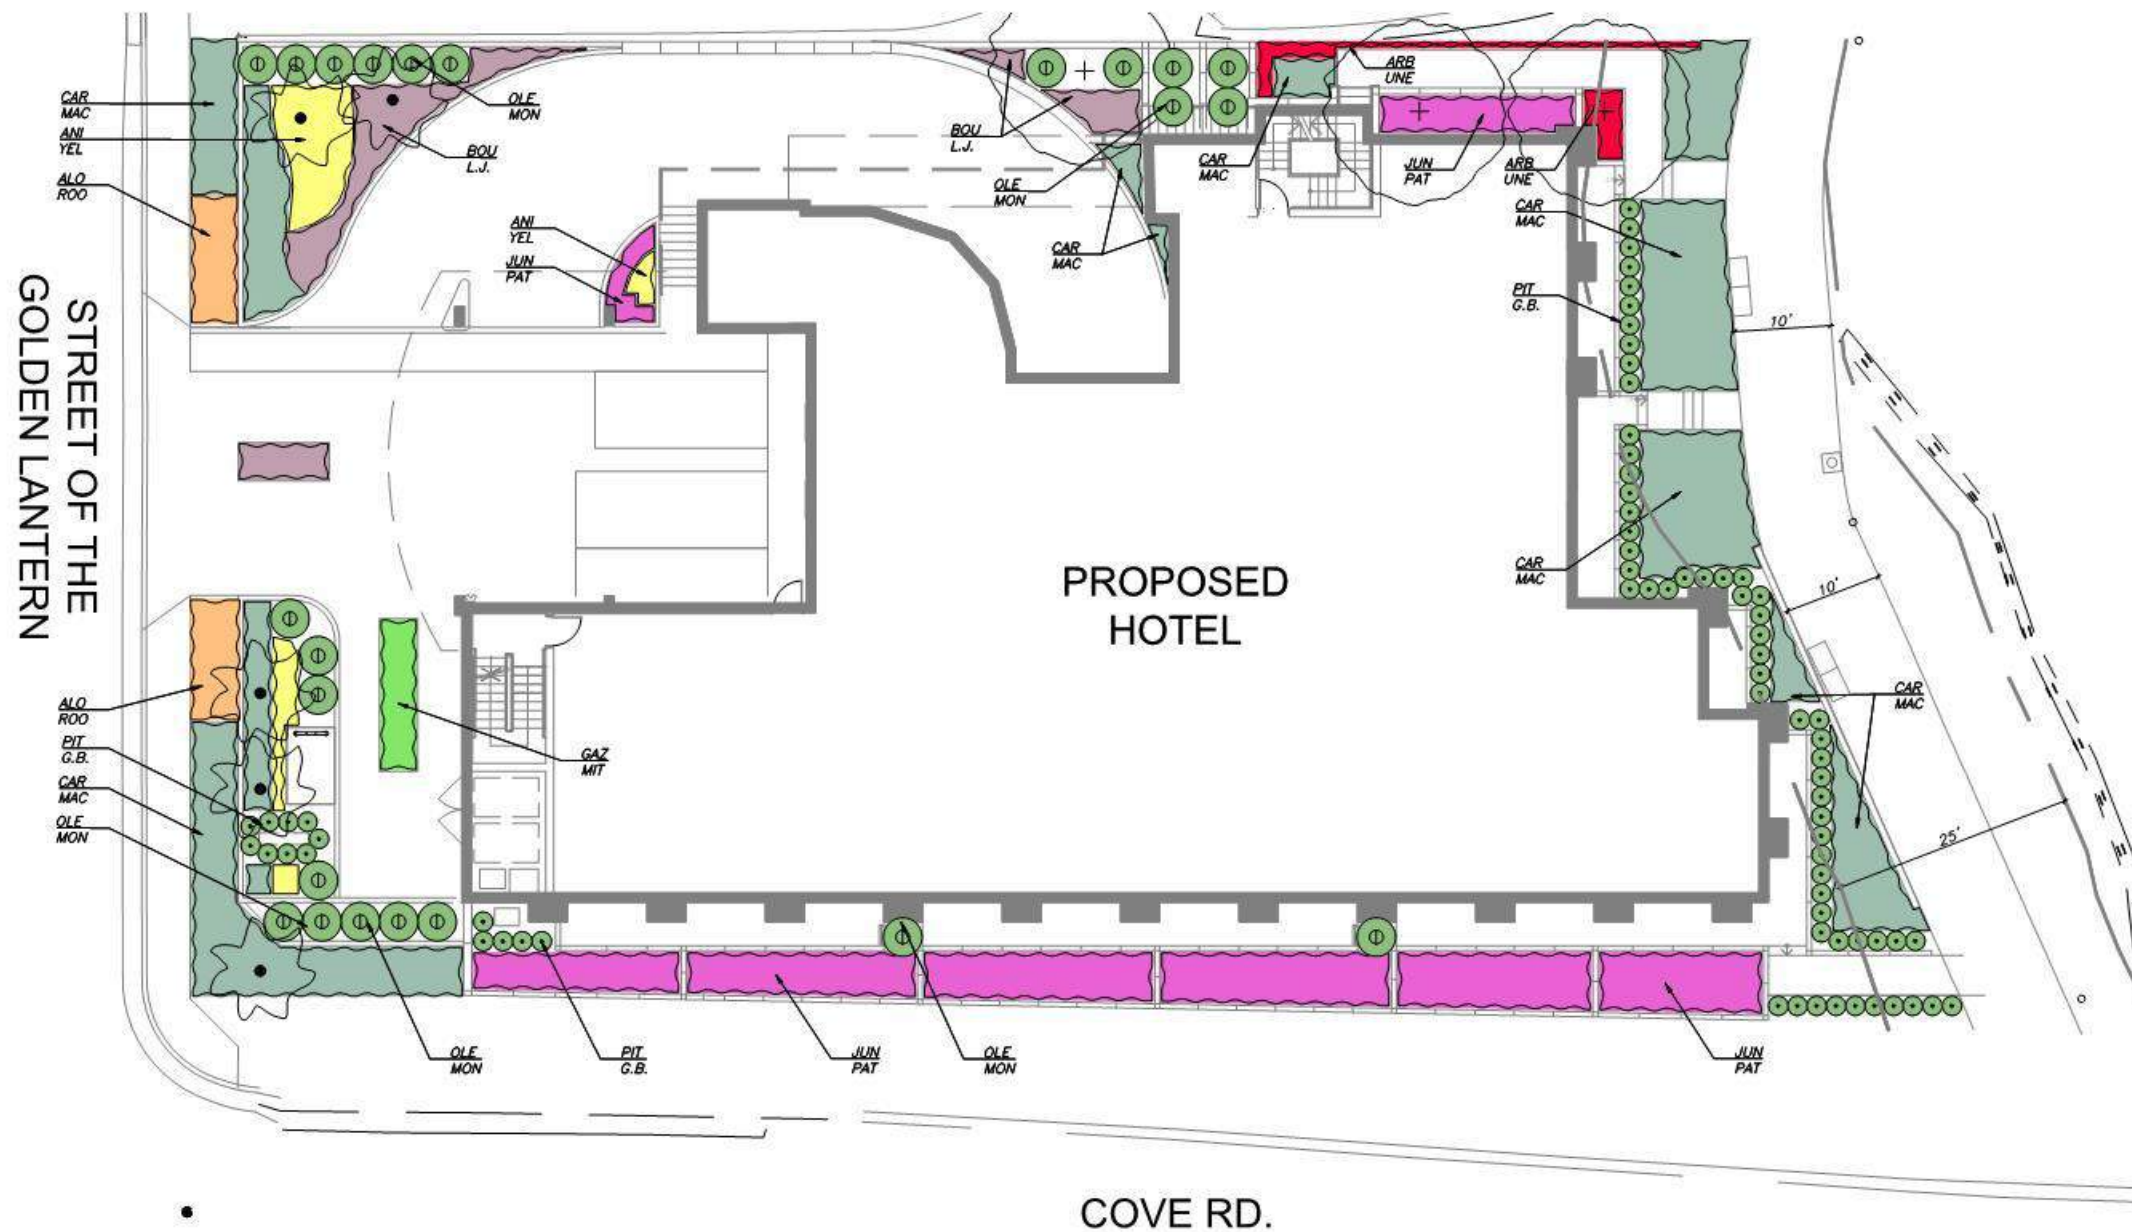 ARB
UNE
CAR
MAC
OLE
MON
ANI
YEL
BOU
L.J.
BOU
L.J.
CAR
MAC
JUN
PAT
ARB
UNE
ALO
ROO
OLE
MON
CAR
MAC
ANI
YEL
CAR
MAC
JUN
PAT
PIT
G.B.
10'
STREET OF THE
GOLDEN LANTERN
PROPOSED
HOTEL
CAR
MAC
10'
ALO
ROO
CAR
MAC
PIT
G.B.
GAZ
MIT
CAR
MAC
OLE
MON
25'
OLE
MON
PIT
G.B.
JUN
PAT
OLE
MON
JUN
PAT
COVE RD.